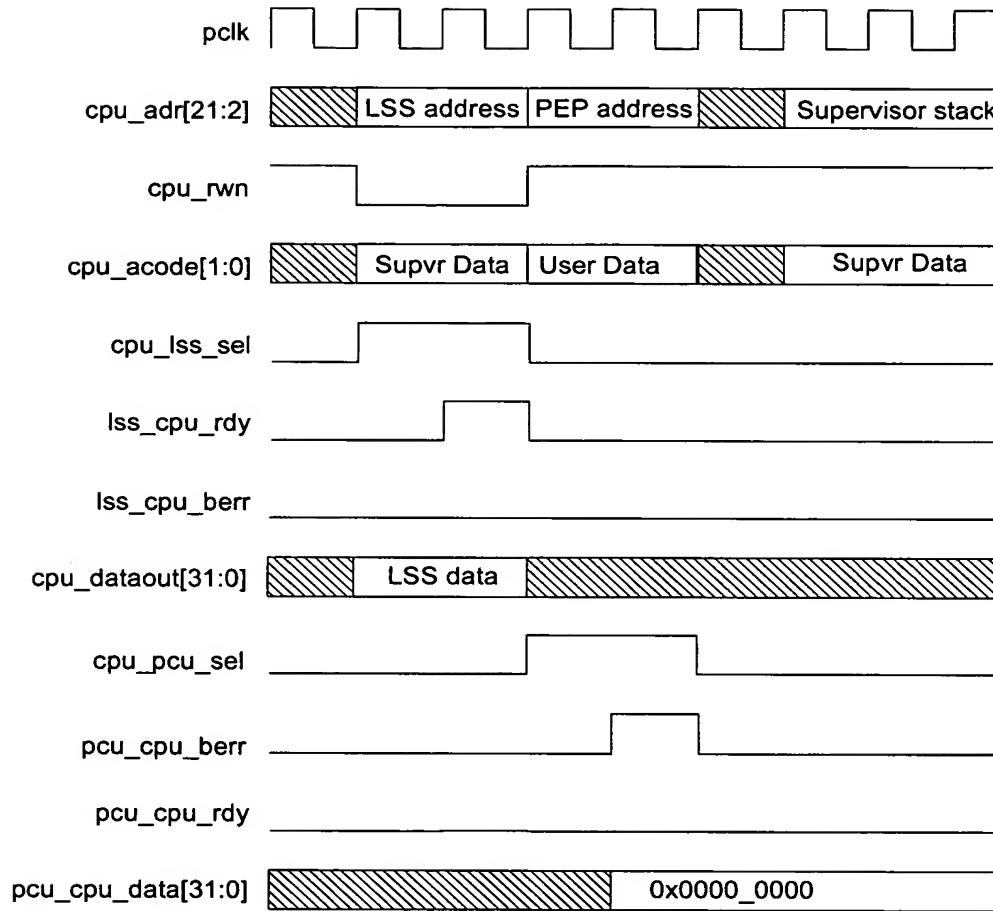 pclk
cpu_adr[21:2] LSS address PEP address Supervisor stack
cpu_rwn
cpu_acode[1:0] Supvr Data User Data Supvr Data
cpu_lss_sel
lss_cpu_rdy
lss_cpu_berr
cpu_dataout[31:0] LSS data
cpu_pcu_sel
pcu_cpu_berr
pcu_cpu_rdy
pcu_cpu_data[31:0] 0x0000_0000